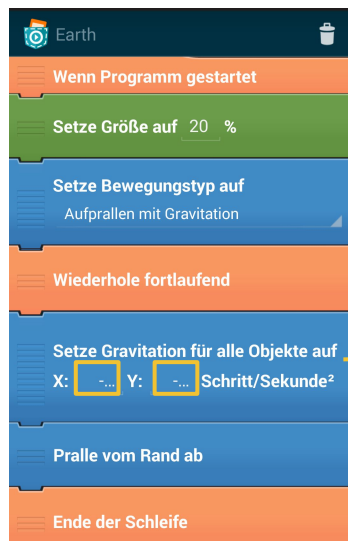 Earth
Wenn Programm gestartet
Setze Größe auf 20 %
Setze Bewegungstyp auf
Aufprallen mit Gravitation
Wiederhole fortlaufend
Setze Gravitation für alle Objekte auf
X: -... Y: -... Schritt/Sekunde²
Pralle vom Rand ab
Ende der Schleife